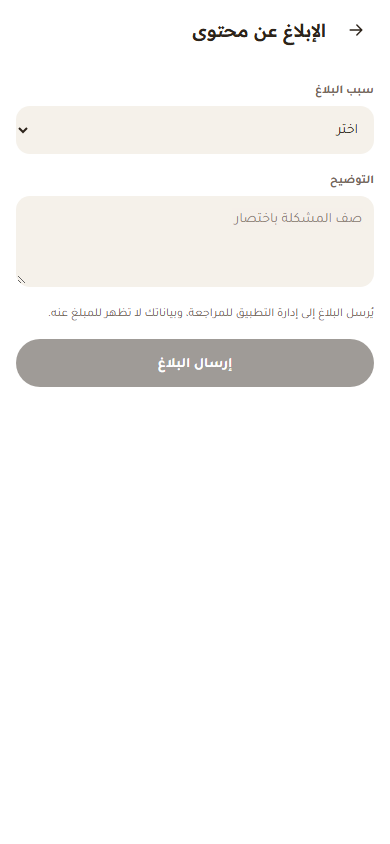 الإبلاغ عن محتوى
سبب البلاغ
اختر
التوضيح
صف المشكلة باختصار
يُرسل البلاغ إلى إدارة التطبيق للمراجعة، وبياناتك لا تظهر للمبلغ عنه.
إرسال البلاغ